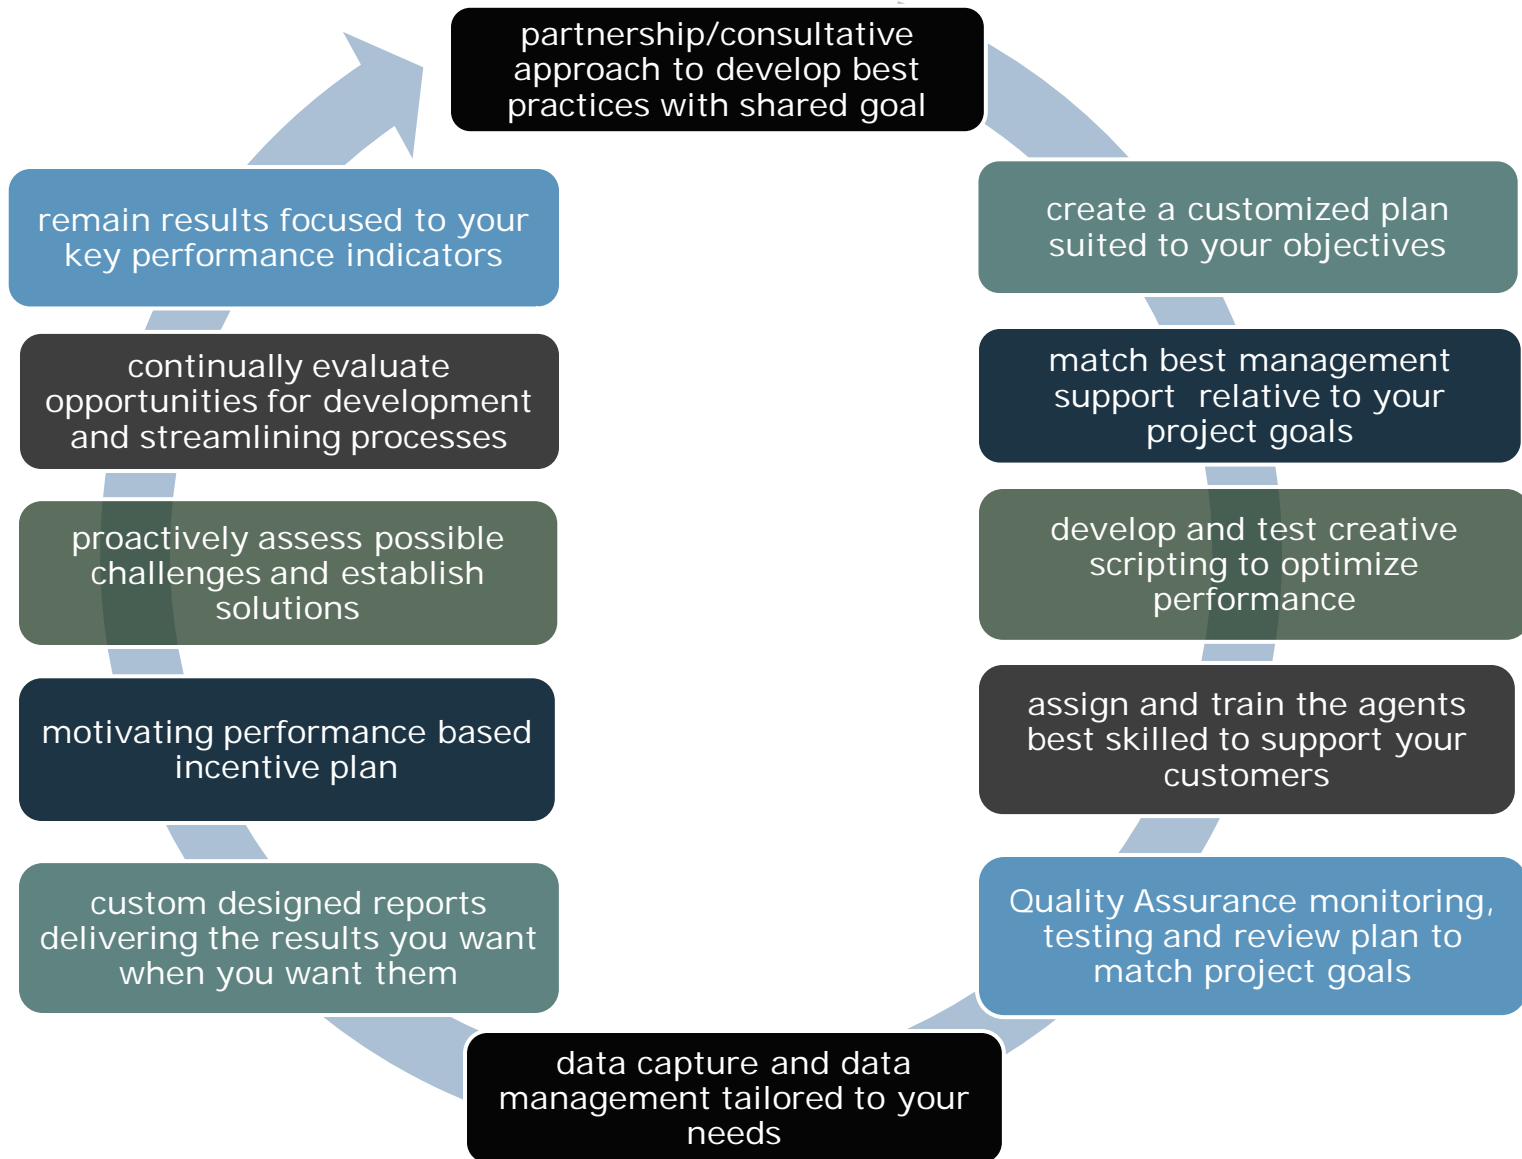 partnership/consultative
approach to develop best
practices with shared goal
create a customized plan
suited to your objectives
match best management
support relative to your
project goals
develop and test creative
scripting to optimize
performance
assign and train the agents
best skilled to support your
customers
Quality Assurance monitoring,
testing and review plan to
match project goals
data capture and data
management tailored to your
needs
custom designed reports
delivering the results you want
when you want them
motivating performance based
incentive plan
proactively assess possible
challenges and establish
solutions
continually evaluate
opportunities for development
and streamlining processes
remain results focused to your
key performance indicators